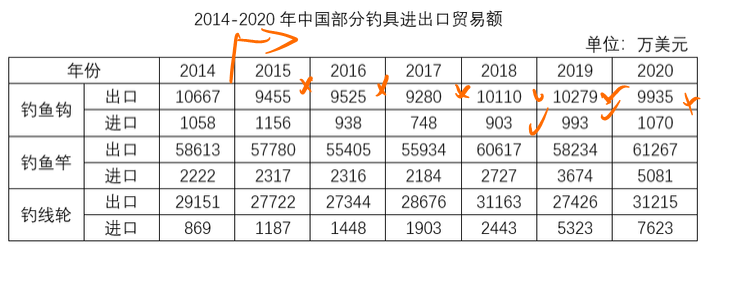 2014-2020年中国部分钓具进出口贸易额
单位：万美元
年份 2014 2015 2016 2017 2018 2019 2020
钓鱼钩 出口 10667 9455 9525 9280 10110 10279 9935
进口 1058 1156 938 748 903 993 1070
钓鱼竿 出口 58613 57780 55405 55934 60617 58234 61267
进口 2222 2317 2316 2184 2727 3674 5081
钓线轮 出口 29151 27722 27344 28676 31163 27426 31215
进口 869 1187 1448 1903 2443 5323 7623